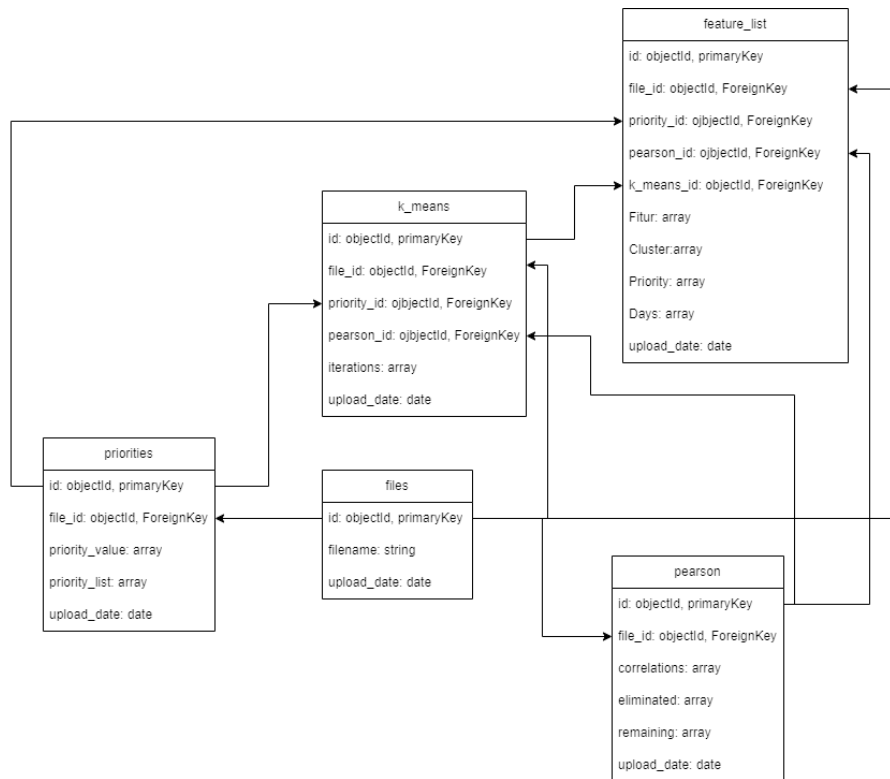 feature_list
id: objectId, primaryKey
file_id: objectId, ForeignKey
priority_id: ojbjectId, ForeignKey
pearson_id: ojbjectId, ForeignKey
k_means_id: objectId, ForeignKey
Fitur: array
Cluster:array
Priority: array
Days: array
upload_date: date
k_means
id: objectId, primaryKey
file_id: objectId, ForeignKey
priority_id: ojbjectId, ForeignKey
pearson_id: ojbjectId, ForeignKey
iterations: array
upload_date: date
priorities
id: objectId, primaryKey
file_id: objectId, ForeignKey
priority_value: array
priority_list: array
upload_date: date
files
id: objectId, primaryKey
filename: string
upload_date: date
pearson
id: objectId, primaryKey
file_id: objectId, ForeignKey
correlations: array
eliminated: array
remaining: array
upload_date: date